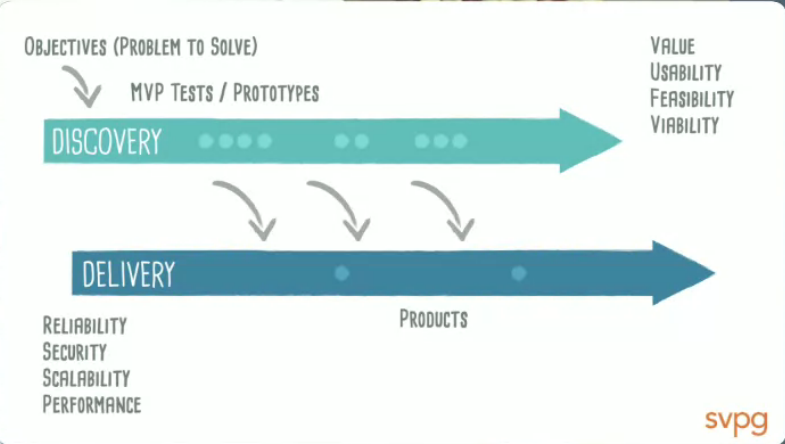 Objectives (Problem to Solve)
MVP Tests / Prototypes
Discovery
Value
Usability
Feasibility
Viability
Delivery
Reliability
Security
Scalability
Performance
Products
svpg